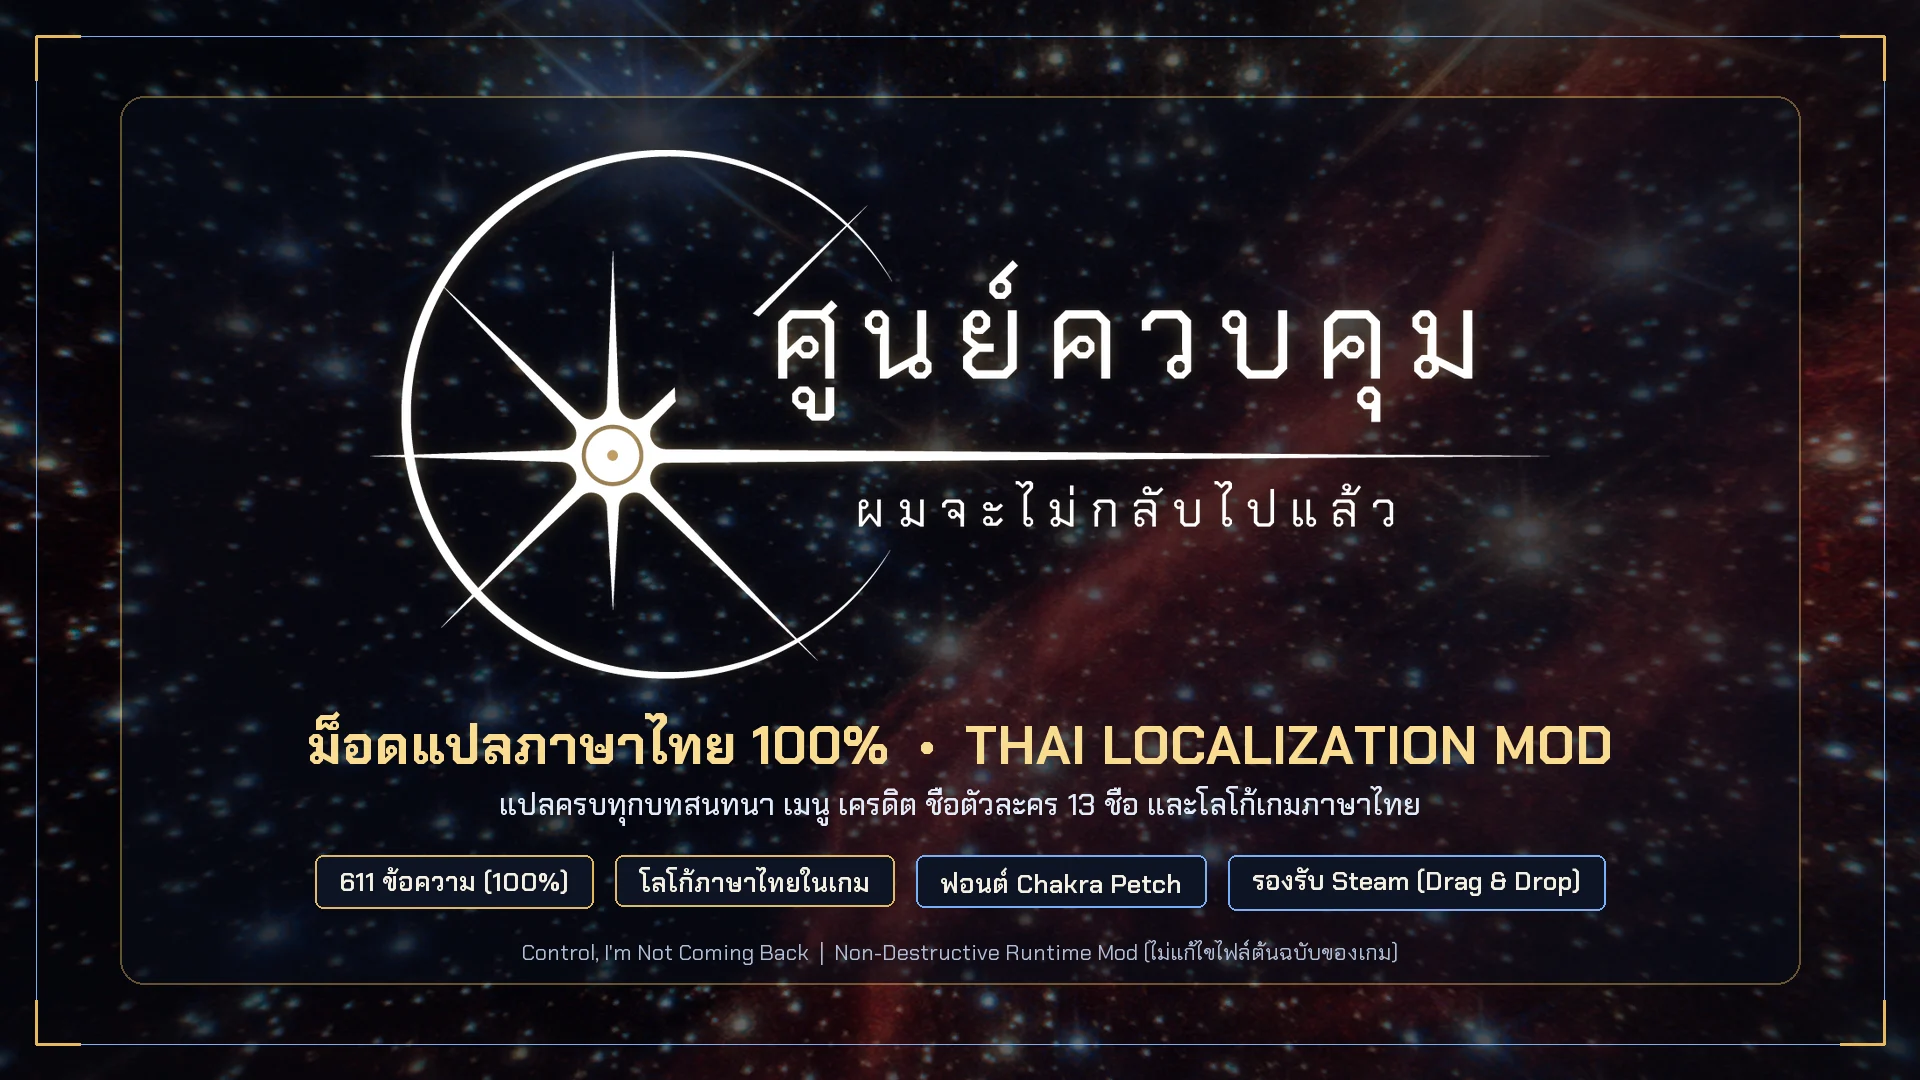 ศูนย์ควบคุม
ผมจะไม่กลับไปแล้ว
ม็อดแปลภาษาไทย 100% • THAI LOCALIZATION MOD
แปลครบทุกบทสนทนา เมนู เครดิต ชื่อตัวละคร 13 ชื่อ และโลโก้เกมภาษาไทย
611 ข้อความ (100%)
โลโก้ภาษาไทยในเกม
ฟอนต์ Chakra Petch
รองรับ Steam (Drag & Drop)
Control, I'm Not Coming Back | Non-Destructive Runtime Mod (ไม่แก้ไขไฟล์ต้นฉบับของเกม)